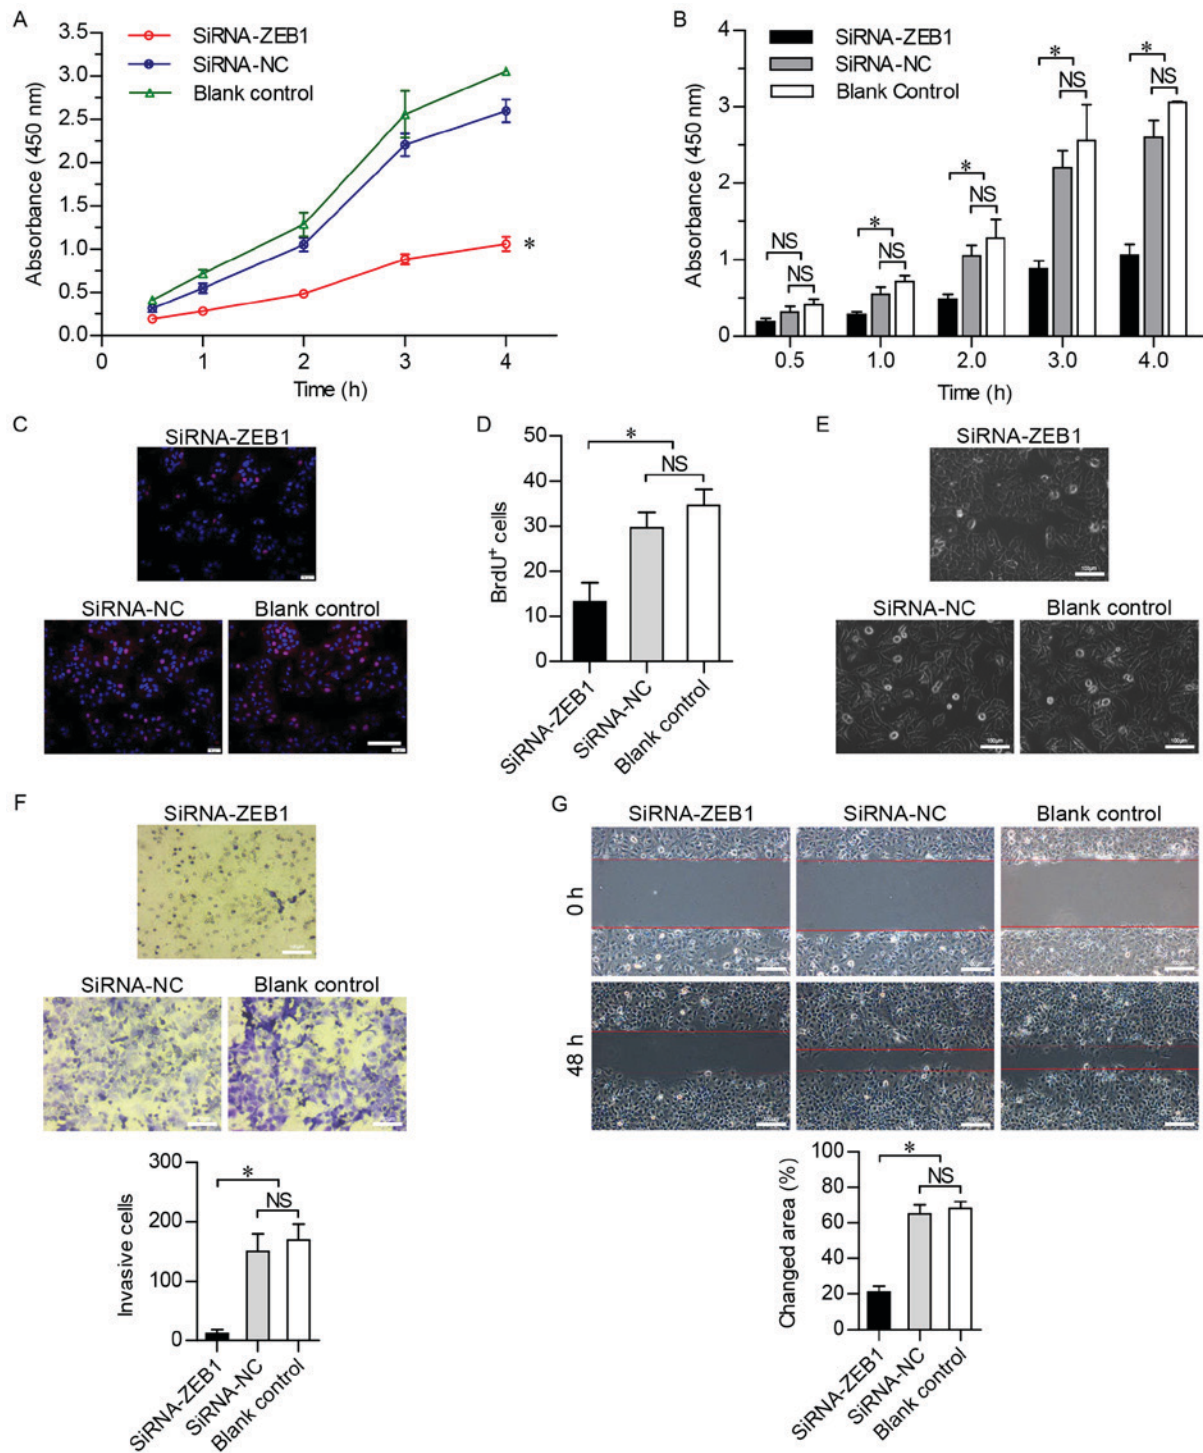 A
3.5
3.0
2.5
2.0
1.5
1.0
0.5
0.0
Absorbance (450 nm)
SiRNA-ZEB1
SiRNA-NC
Blank control
*
0 1 2 3 4
Time (h)
B
4
3
2
1
0
Absorbance (450 nm)
SiRNA-ZEB1
SiRNA-NC
Blank Control
NS
NS
*
NS
*
NS
*
NS
*
NS
0.5 1.0 2.0 3.0 4.0
Time (h)
C
SiRNA-ZEB1
SiRNA-NC
Blank control
D
50
40
30
20
10
0
BrdU+ cells
*
NS
SiRNA-ZEB1
SiRNA-NC
Blank control
E
SiRNA-ZEB1
100μm
SiRNA-NC
100μm
Blank control
100μm
F
SiRNA-ZEB1
SiRNA-NC
Blank control
300
200
100
0
Invasive cells
*
NS
SiRNA-ZEB1
SiRNA-NC
Blank control
G
SiRNA-ZEB1
SiRNA-NC
Blank control
0 h
48 h
100
80
60
40
20
0
Changed area (%)
*
NS
SiRNA-ZEB1
SiRNA-NC
Blank control